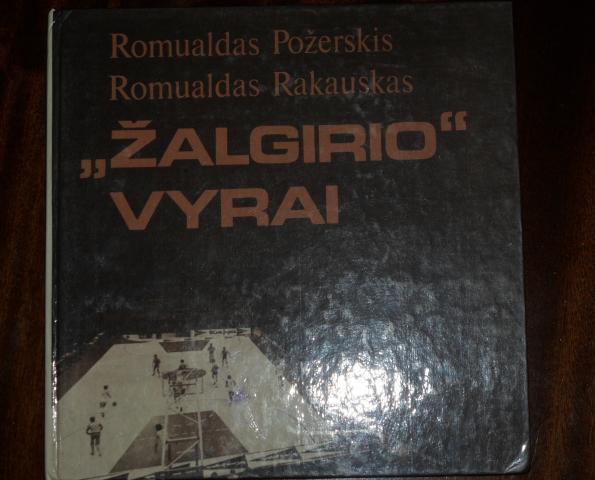 Romualdas Požerskis
Romualdas Rakauskas
„ŽALGIRIO“
VYRAI